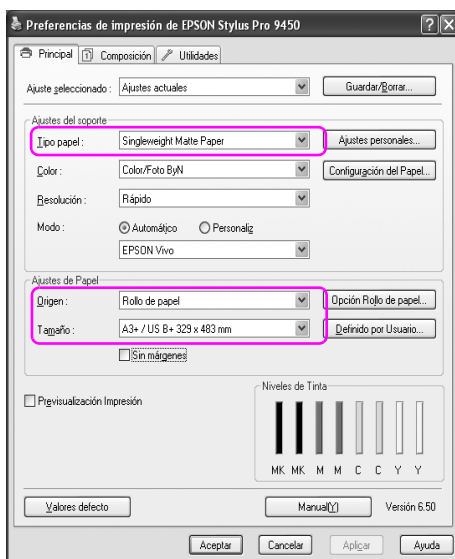 Preferencias de impresión de EPSON Stylus Pro 9450
Principal Composición Utilidades
Ajuste seleccionado : Ajustes actuales Guardar/Borrar...
Ajustes del soporte
Tipo papel : Singleweight Matte Paper Ajustes personales...
Color : Color/Foto ByN Configuración del Papel...
Resolución : Rápido
Modo : Automático Personaliz
EPSON Vivo
Ajustes de Papel
Origen : Rollo de papel Opción Rollo de papel...
Tamaño : A3+ / US B+ 329 x 483 mm Definido por Usuario...
Sin márgenes
Previsualización Impresión
Niveles de Tinta
MK MK M M C C Y Y
Valores defecto Manual(Y) Versión 6.50
Aceptar Cancelar Aplicar Ayuda